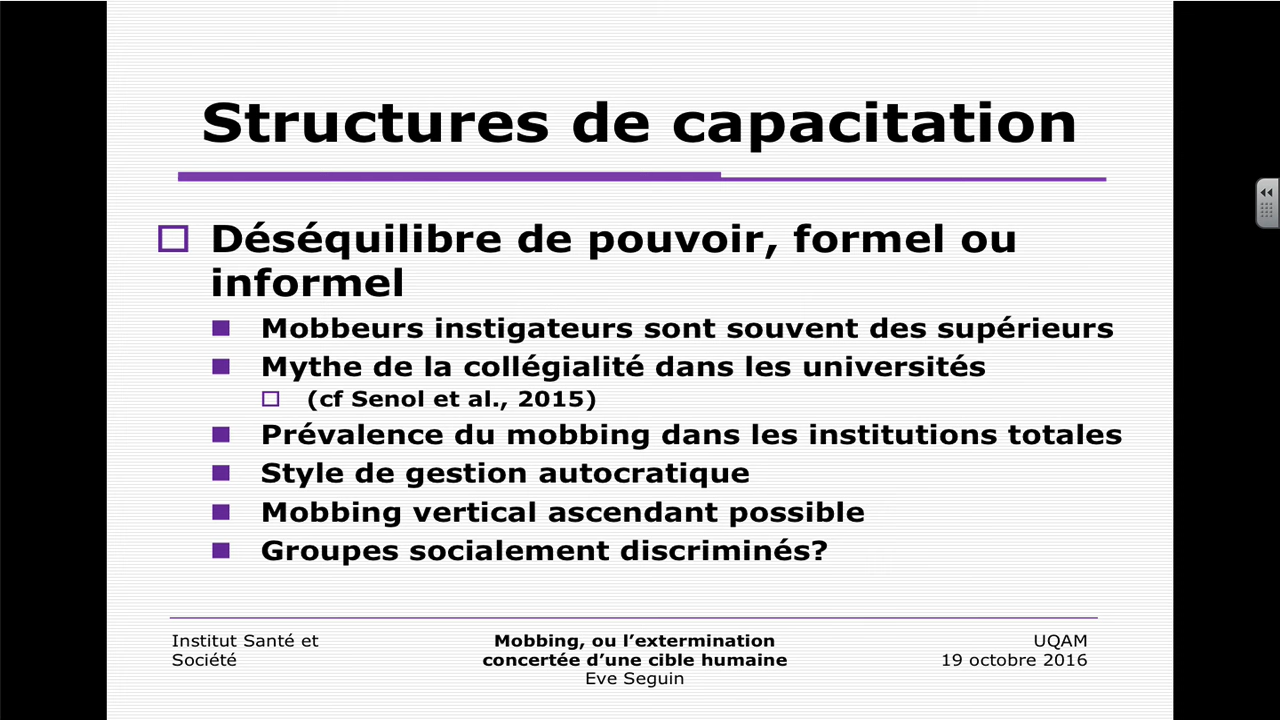 Structures de capacitation
Déséquilibre de pouvoir, formel ou
informel
Mobbeurs instigateurs sont souvent des supérieurs
Mythe de la collégialité dans les universités
(cf Senol et al., 2015)
Prévalence du mobbing dans les institutions totales
Style de gestion autocratique
Mobbing vertical ascendant possible
Groupes socialement discriminés?
Institut Santé et
Société
Mobbing, ou l’extermination
concertée d’une cible humaine
Eve Seguin
UQAM
19 octobre 2016